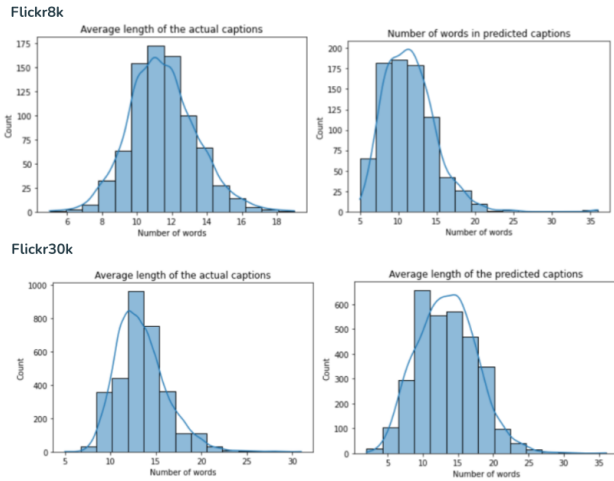 Flickr8k
Average length of the actual captions
Number of words in predicted captions
175
150
125
100
75
50
25
0
Count
6 8 10 12 14 16 18
Number of words
200
175
150
125
100
75
50
25
0
Count
5 10 15 20 25 30 35
Number of words
Flickr30k
Average length of the actual captions
Average length of the predicted captions
1000
800
600
400
200
0
Count
5 10 15 20 25 30
Number of words
600
500
400
300
200
100
0
Count
5 10 15 20 25 30 35
Number of words